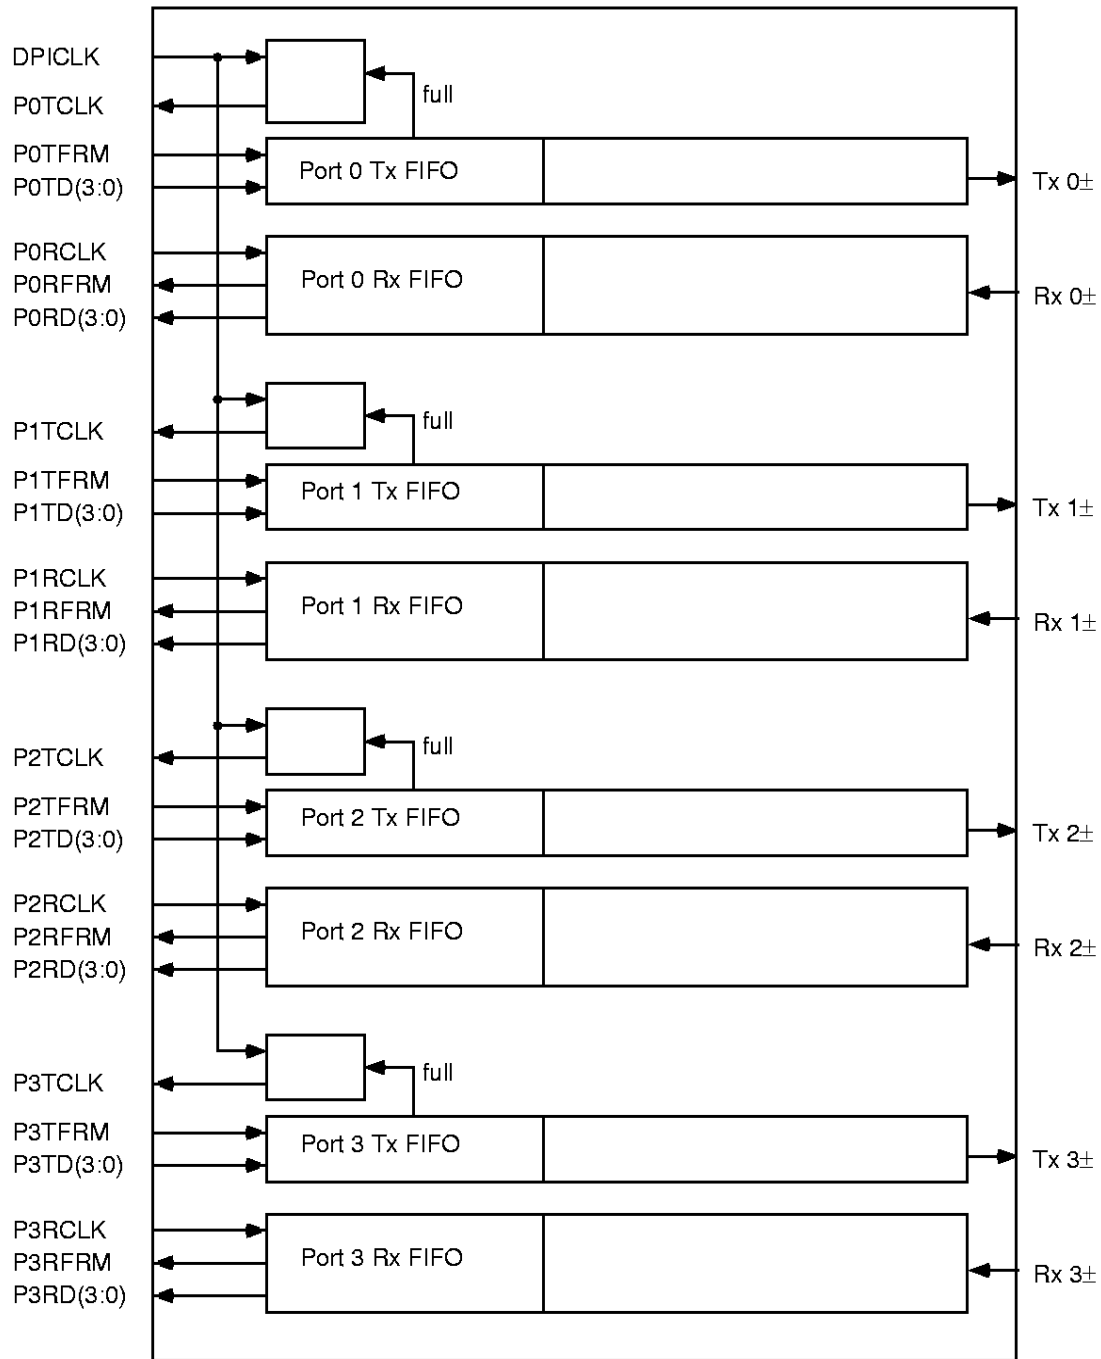 DPICLK
P0TCLK
full
P0TFRM
P0TD(3:0)
Port 0 Tx FIFO
Tx 0±
P0RCLK
P0RFRM
P0RD(3:0)
Port 0 Rx FIFO
Rx 0±
P1TCLK
full
P1TFRM
P1TD(3:0)
Port 1 Tx FIFO
Tx 1±
P1RCLK
P1RFRM
P1RD(3:0)
Port 1 Rx FIFO
Rx 1±
P2TCLK
full
P2TFRM
P2TD(3:0)
Port 2 Tx FIFO
Tx 2±
P2RCLK
P2RFRM
P2RD(3:0)
Port 2 Rx FIFO
Rx 2±
P3TCLK
full
P3TFRM
P3TD(3:0)
Port 3 Tx FIFO
Tx 3±
P3RCLK
P3RFRM
P3RD(3:0)
Port 3 Rx FIFO
Rx 3±